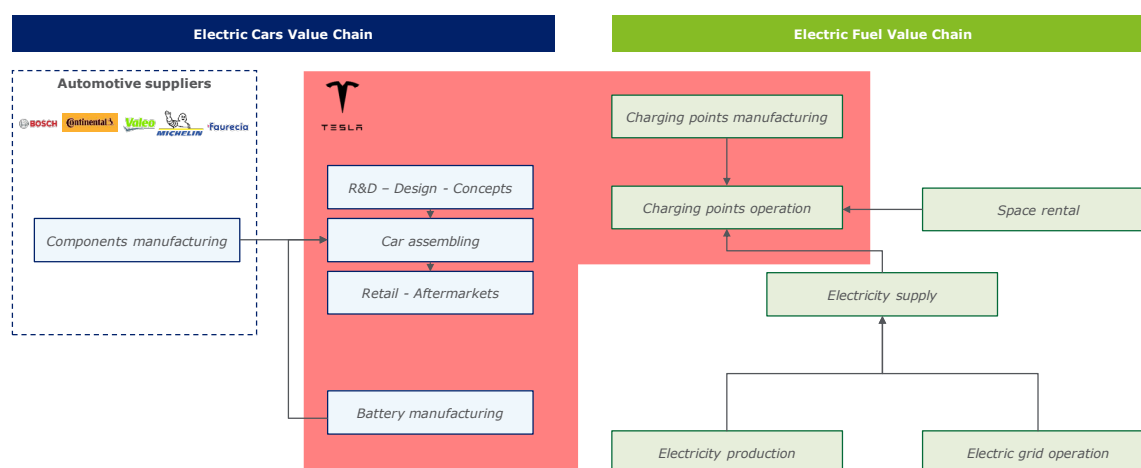 Electric Cars Value Chain
Electric Fuel Value Chain
Automotive suppliers
BOSCH
Continental
Valeo
MICHELIN
faurecia
TESLA
Charging points manufacturing
R&D – Design - Concepts
Charging points operation
Space rental
Components manufacturing
Car assembling
Retail - Aftermarkets
Electricity supply
Battery manufacturing
Electricity production
Electric grid operation